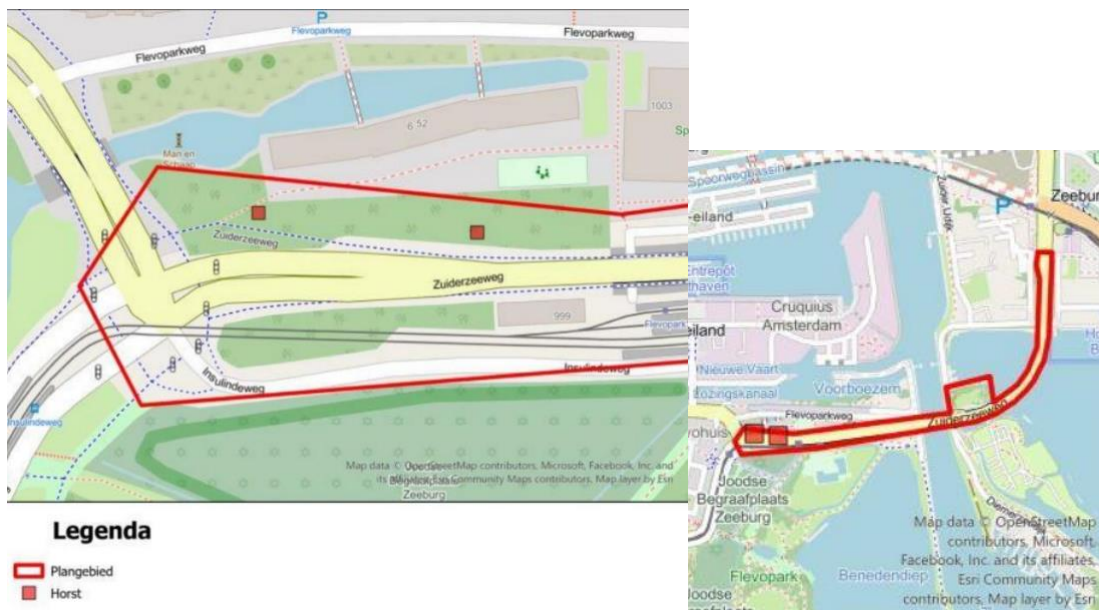 P
Flevoparkweg
Flevoparkweg
Flevoparkweg
1003
6 52
Man en
Schaap
Zuiderzeeweg
Zuiderzeeweg
999
Flevopark
Insulindeweg
Insulindeweg
Insulindeweg
Map data © OpenStreetMap contributors, Microsoft, Facebook, Inc. and
its affiliates, Esri Community Maps contributors, Map layer by Esri
Joodse
Begraafplaats
Zeeburg
Legenda
Plangebied
Horst
Spoorwegbassin
P
Zeeburg
Entrepot
Cruquius
Amsterdam
Nieuwe Vaart
Lozingskanaal
Voorboezem
Flevoparkweg
Zuiderzeeweg
Joodse
Begraafplaats
Zeeburg
Flevopark
Benedendiep
Map data © OpenStreetMap
contributors, Microsoft,
Facebook, Inc. and its affiliates,
Esri Community Maps
contributors, Map layer by Esri